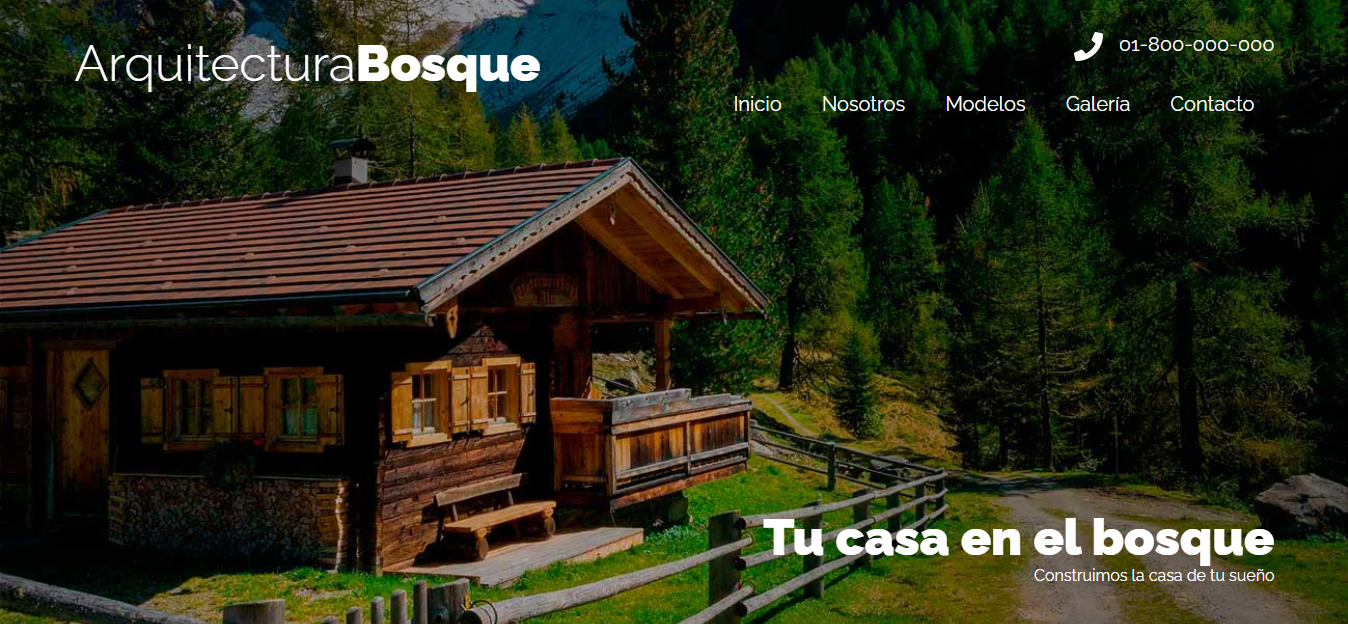 ArquitecturaBosque
01-800-000-000
Inicio Nosotros Modelos Galería Contacto
Tu casa en el bosque
Construimos la casa de tu sueño